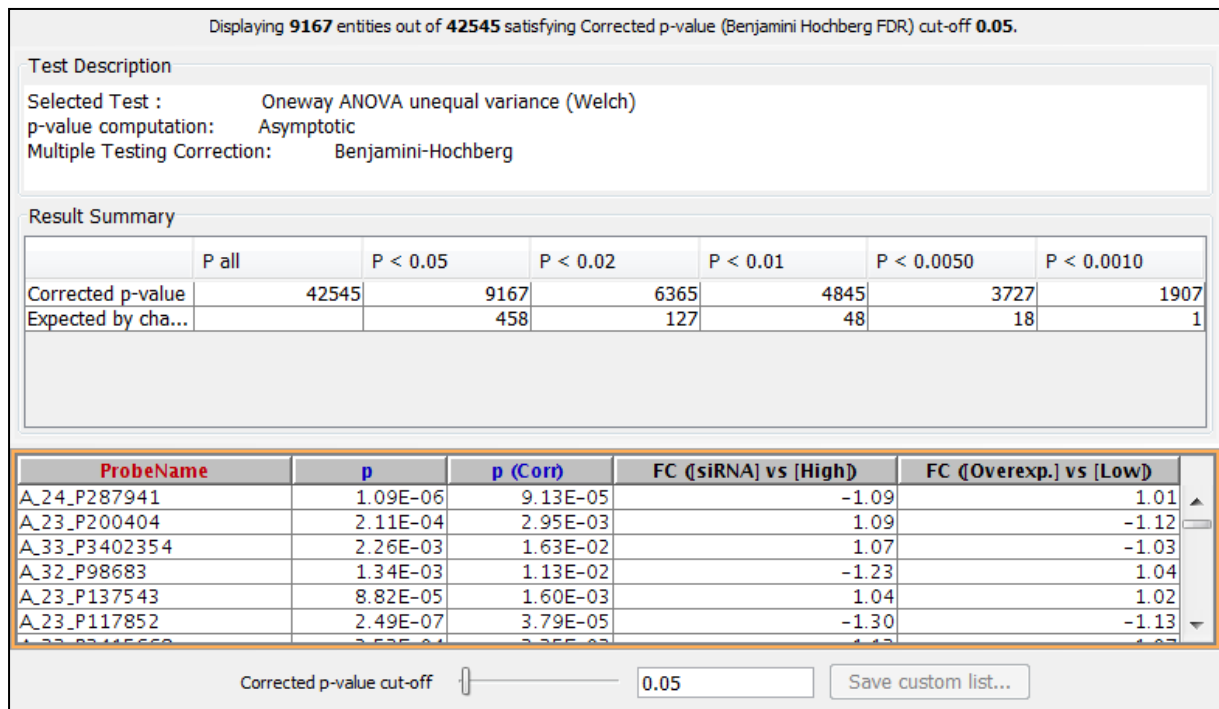 Displaying 9167 entities out of 42545 satisfying Corrected p-value (Benjamini Hochberg FDR) cut-off 0.05.
Test Description
Selected Test : Oneway ANOVA unequal variance (Welch)
p-value computation: Asymptotic
Multiple Testing Correction: Benjamini-Hochberg
Result Summary
P all P < 0.05 P < 0.02 P < 0.01 P < 0.0050 P < 0.0010
Corrected p-value 42545 9167 6365 4845 3727 1907
Expected by cha... 458 127 48 18 1
ProbeName p p (Corr) FC ([siRNA] vs [High]) FC ([Overexp.] vs [Low])
A_24_P287941 1.09E-06 9.13E-05 -1.09 1.01
A_23_P200404 2.11E-04 2.95E-03 1.09 -1.12
A_33_P3402354 2.26E-03 1.63E-02 1.07 -1.03
A_32_P98683 1.34E-03 1.13E-02 -1.23 1.04
A_23_P137543 8.82E-05 1.60E-03 1.04 1.02
A_23_P117852 2.49E-07 3.79E-05 -1.30 -1.13
Corrected p-value cut-off 0.05 Save custom list...